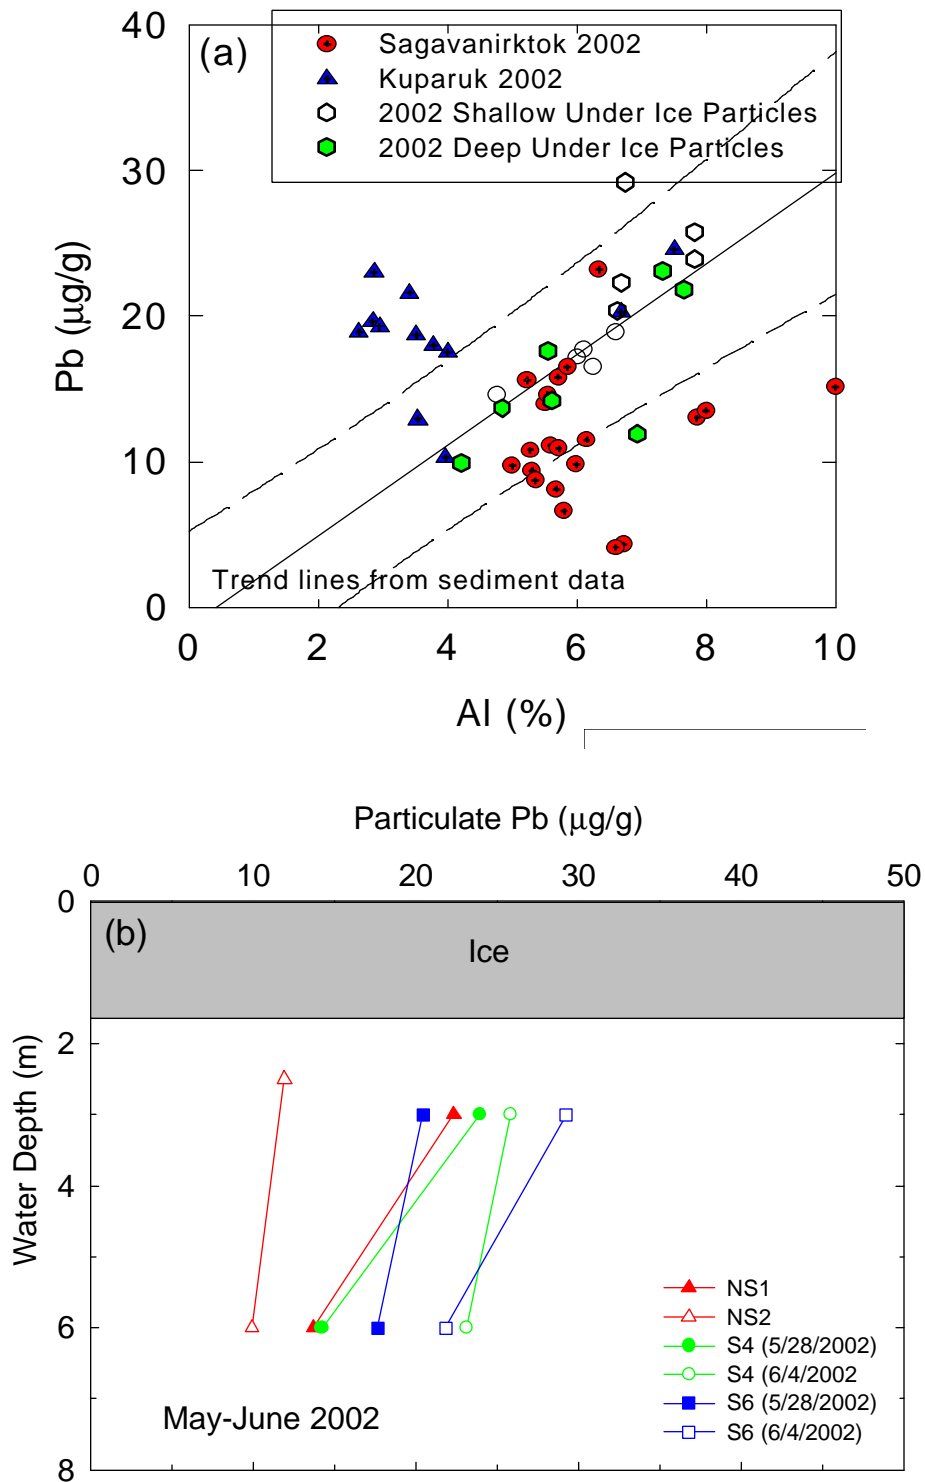 (a)
Sagavanirktok 2002
Kuparuk 2002
2002 Shallow Under Ice Particles
2002 Deep Under Ice Particles
40
30
20
10
0
Pb (µg/g)
Trend lines from sediment data
0 2 4 6 8 10
Al (%)
Particulate Pb (µg/g)
0 10 20 30 40 50
0
2
4
6
8
Water Depth (m)
(b)
Ice
NS1
NS2
S4 (5/28/2002)
S4 (6/4/2002
S6 (5/28/2002)
S6 (6/4/2002)
May-June 2002